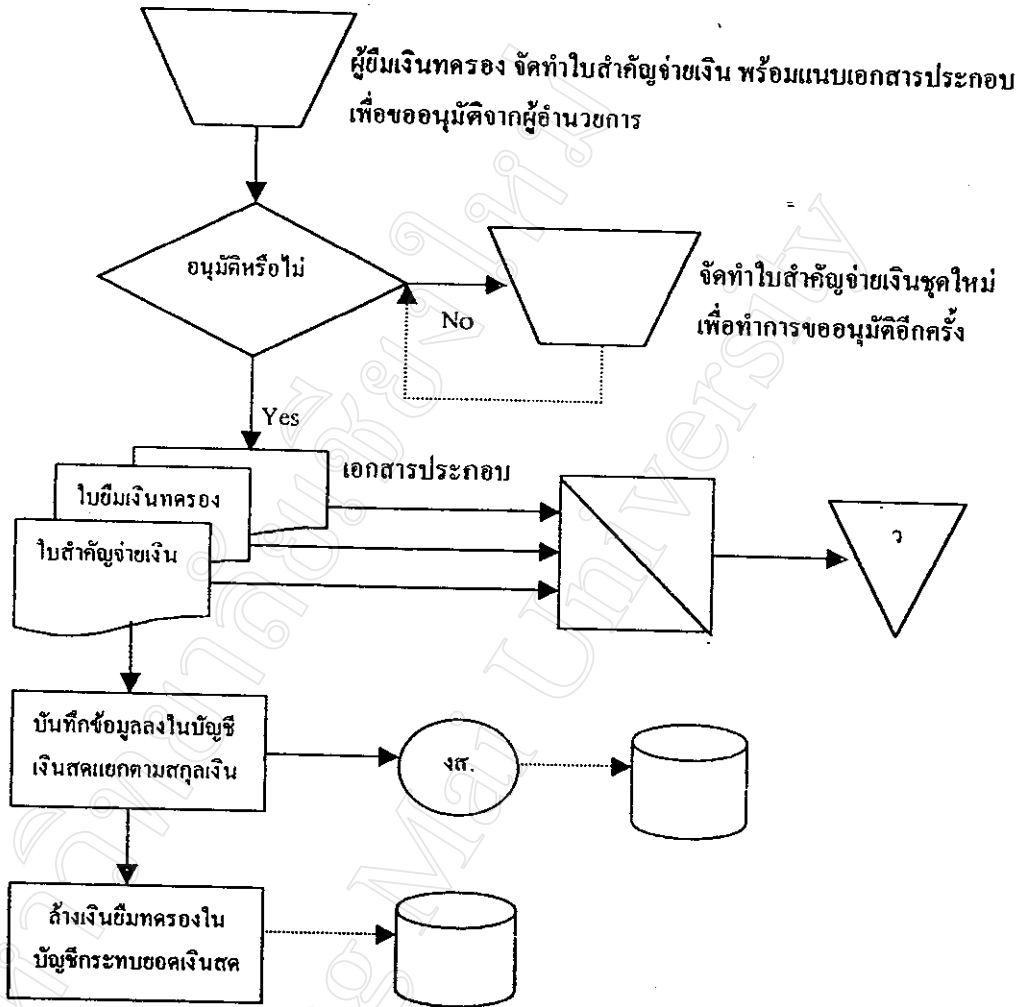 ผู้ยืมเงินทดรอง จัดทำใบสำคัญจ่ายเงิน พร้อมแนบเอกสารประกอบ
เพื่อขออนุมัติจากผู้อำนวยการ
อนุมัติหรือไม่
No
จัดทำใบสำคัญจ่ายเงินชุดใหม่
เพื่อทำการขออนุมัติอีกครั้ง
Yes
เอกสารประกอบ
ใบยืมเงินทดรอง
ใบสำคัญจ่ายเงิน
ว
บันทึกข้อมูลลงในบัญชี
เงินสดแยกตามสกุลเงิน
งส.
ล้างเงินยืมทดรองใน
บัญชีกระทบยอดเงินสด
Mai University